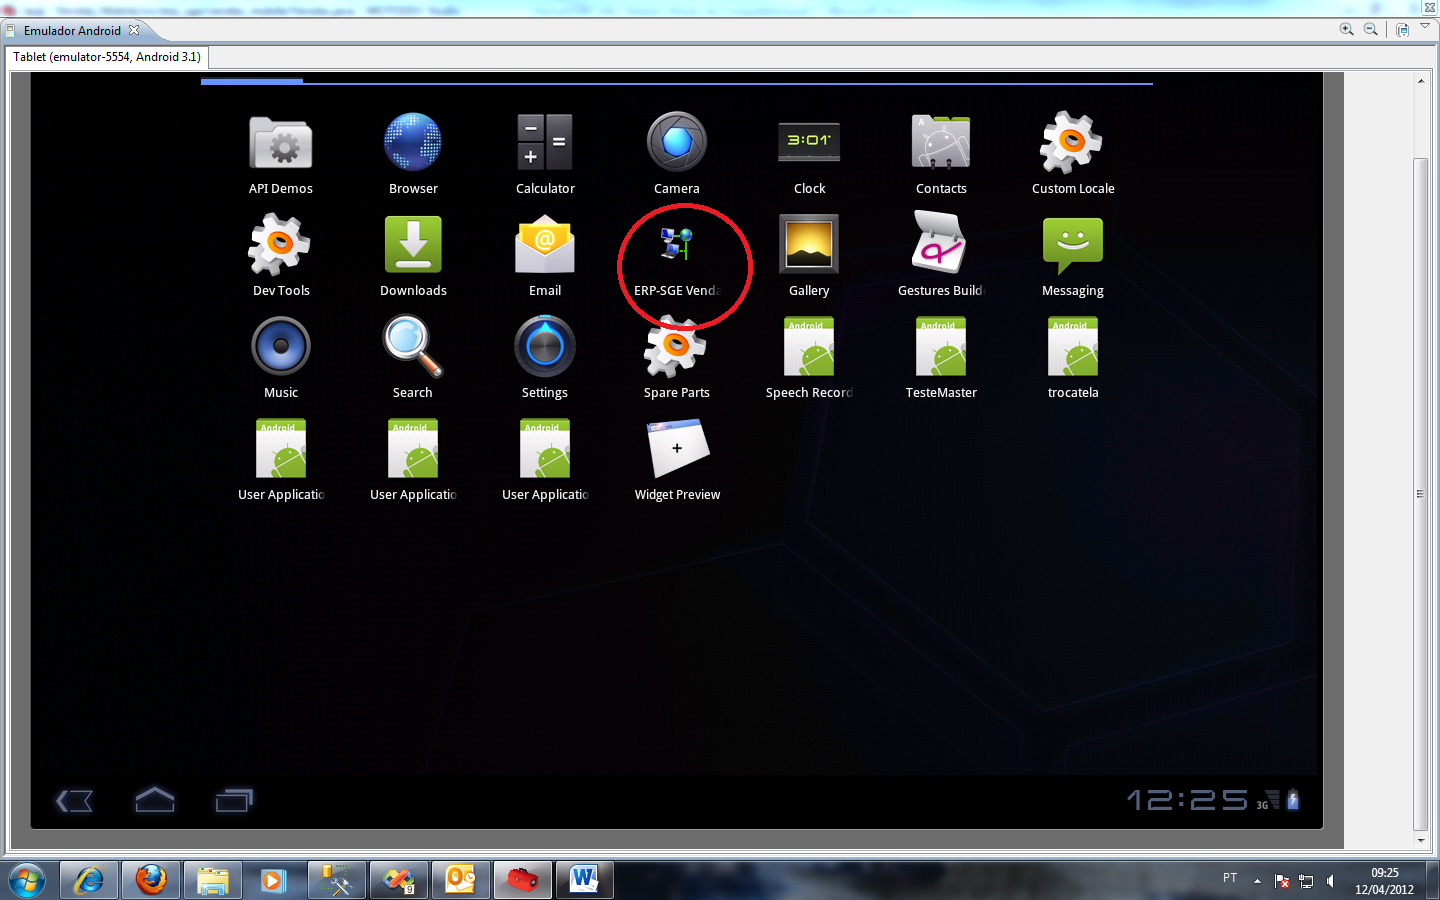 Emulador Android
Tablet (emulator-5554, Android 3.1)
API Demos
Browser
Calculator
3:01
Camera
Clock
A
Contacts
Custom Locale
Dev Tools
Downloads
@
Email
ERP-SGE Venda
Gallery
Gestures Build
Messaging
Music
Search
Settings
Spare Parts
Android
Speech Record
Android
TesteMaster
Android
trocatela
Android
User Applicatio
Android
User Applicatio
Android
User Applicatio
Widget Preview
12:25
3G
9
W
PT
09:25
12/04/2012